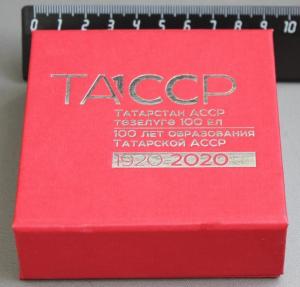 1 2 3 4 5 6 7 8 9 10
ТАССР
ТАТАРСТАН АССР
ТӨЗЕЛҮГӘ 100 ЕЛ
100 ЛЕТ ОБРАЗОВАНИЯ
ТАТАРСКОЙ АССР
1920-2020